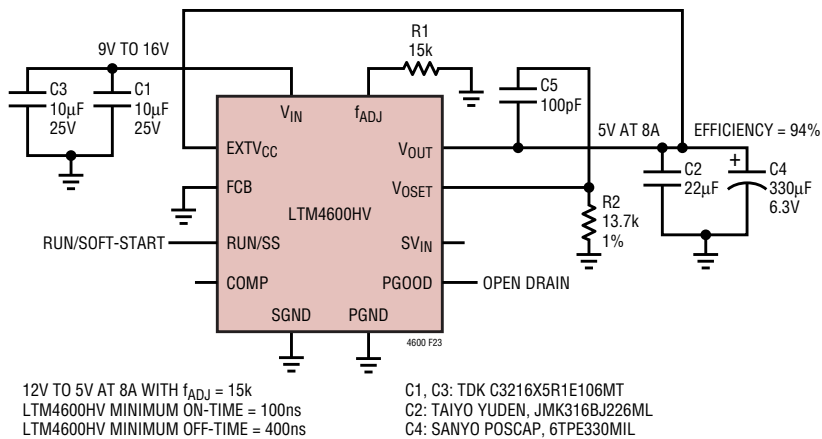 9V TO 16V
R1
15k
C3
10µF
25V
C1
10µF
25V
C5
100pF
5V AT 8A
EFFICIENCY = 94%
VIN
fADJ
EXTVCC
VOUT
FCB
VOSET
LTM4600HV
RUN/SOFT-START
RUN/SS
SVIN
COMP
PGOOD
OPEN DRAIN
SGND
PGND
R2
13.7k
1%
C2
22µF
+
C4
330µF
6.3V
4600 F23
12V TO 5V AT 8A WITH fADJ = 15k
LTM4600HV MINIMUM ON-TIME = 100ns
LTM4600HV MINIMUM OFF-TIME = 400ns
C1, C3: TDK C3216X5R1E106MT
C2: TAIYO YUDEN, JMK316BJ226ML
C4: SANYO POSCAP, 6TPE330MIL